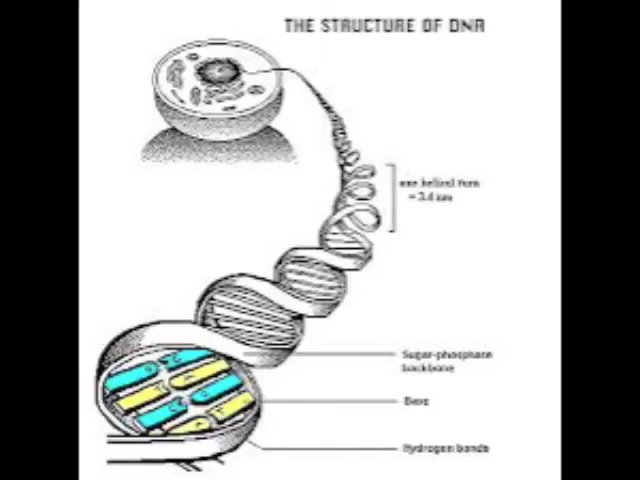 THE STRUCTURE OF DNA
one helical turn
= 3.4 nm
Sugar-phosphate
backbone
Base
Hydrogen bonds